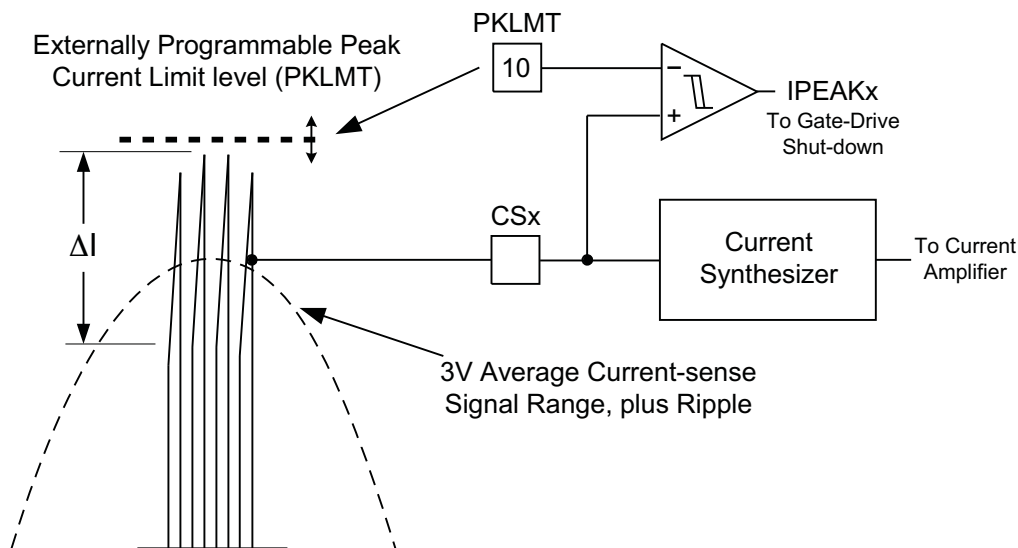 Externally Programmable Peak
Current Limit level (PKLMT)
PKLMT
10
−
+
IPEAKx
To Gate-Drive
Shut-down
ΔI
CSx
Current
Synthesizer
To Current
Amplifier
3V Average Current-sense
Signal Range, plus Ripple